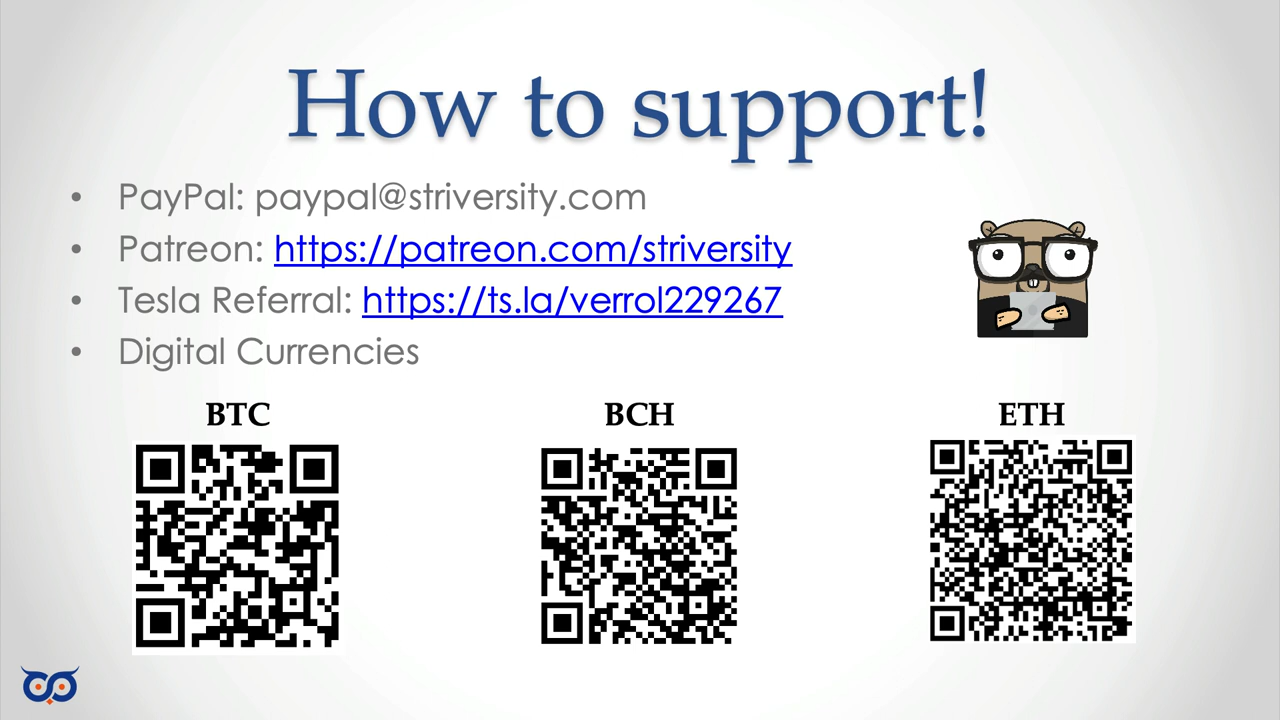 How to support!
• PayPal: paypal@striversity.com
• Patreon: https://patreon.com/striversity
• Tesla Referral: https://ts.la/verrol229267
• Digital Currencies
BTC BCH ETH